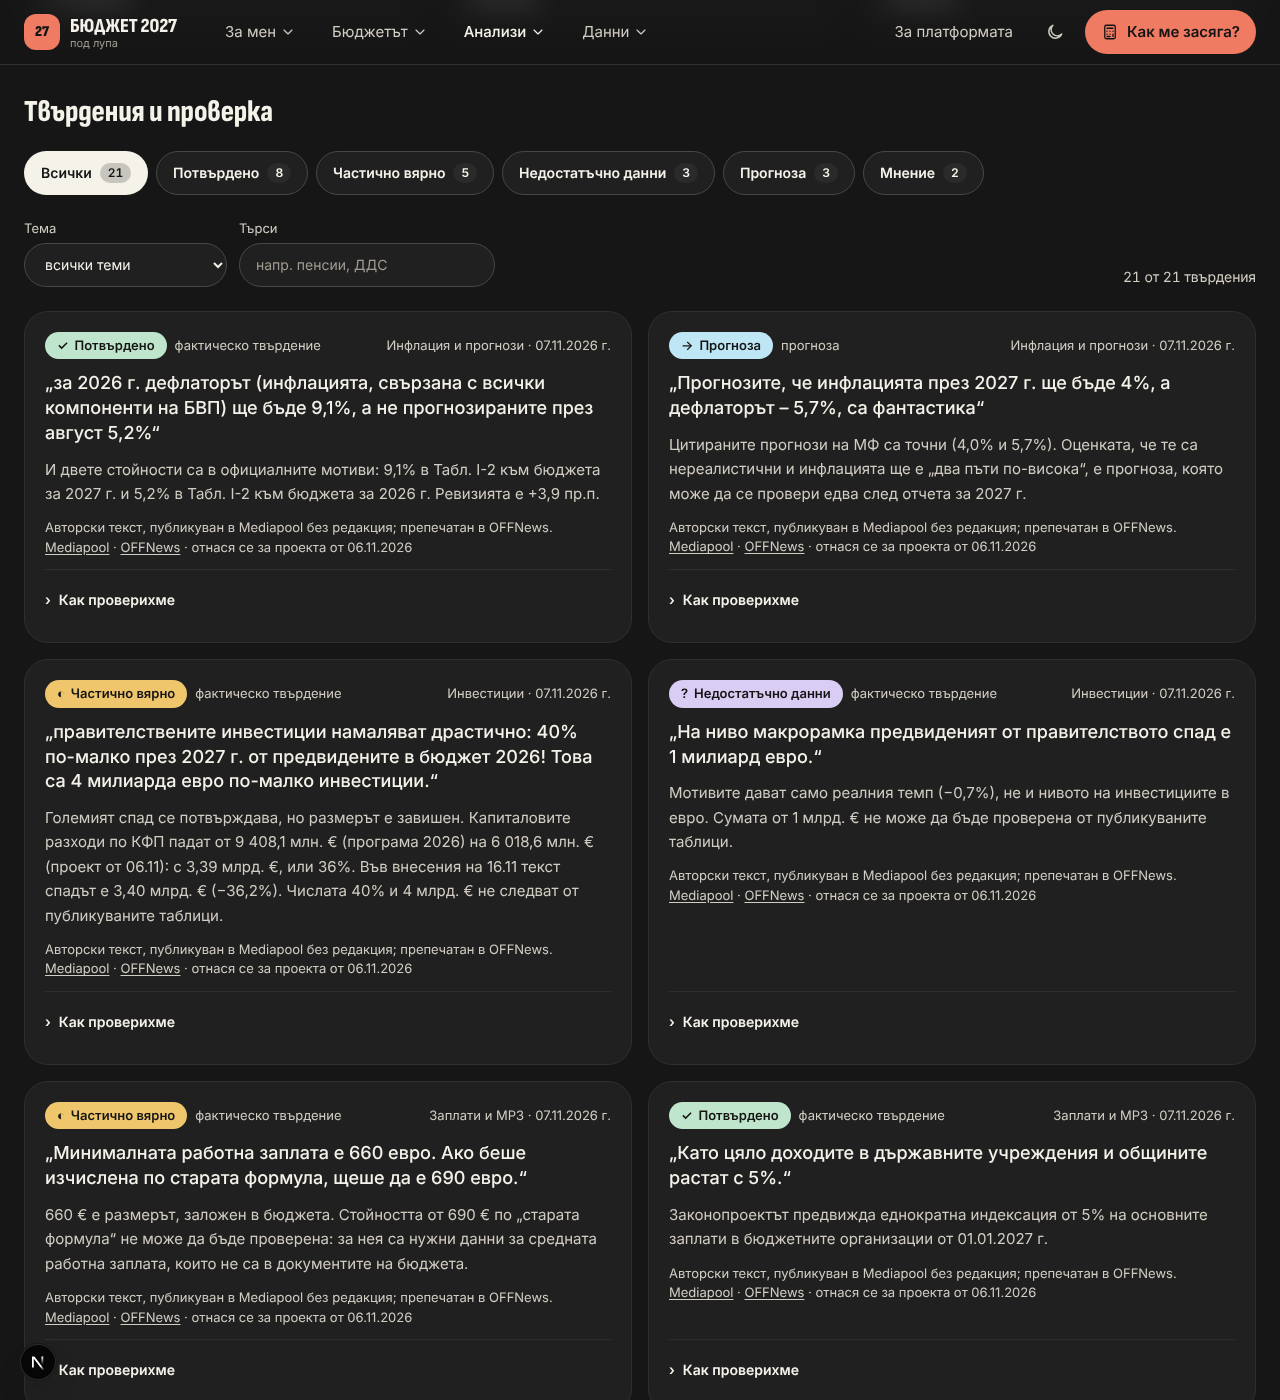 27 БЮДЖЕТ 2027
под лупа
За мен
Бюджетът
Анализи
Данни
За платформата
Как ме засяга?
Твърдения и проверка
Всички 21
Потвърдено 8
Частично вярно 5
Недостатъчно данни 3
Прогноза 3
Мнение 2
Тема
Търси
всички теми
напр. пенсии, ДДС
21 от 21 твърдения
✓ Потвърдено фактическо твърдение Инфлация и прогнози · 07.11.2026 г.
„за 2026 г. дефлаторът (инфлацията, свързана с всички
компоненти на БВП) ще бъде 9,1%, а не прогнозираните през
август 5,2%“
И двете стойности са в официалните мотиви: 9,1% в Табл. I-2 към бюджета
за 2027 г. и 5,2% в Табл. I-2 към бюджета за 2026 г. Ревизията е +3,9 пр.п.
Авторски текст, публикуван в Mediapool без редакция; препечатан в OFFNews.
Mediapool · OFFNews · отнася се за проекта от 06.11.2026
› Как проверихме
→ Прогноза прогноза Инфлация и прогнози · 07.11.2026 г.
„Прогнозите, че инфлацията през 2027 г. ще бъде 4%, а
дефлаторът – 5,7%, са фантастика“
Цитираните прогнози на МФ са точни (4,0% и 5,7%). Оценката, че те са
нереалистични и инфлацията ще е „два пъти по-висока“, е прогноза, която
може да се провери едва след отчета за 2027 г.
Авторски текст, публикуван в Mediapool без редакция; препечатан в OFFNews.
Mediapool · OFFNews · отнася се за проекта от 06.11.2026
› Как проверихме
Частично вярно фактическо твърдение Инвестиции · 07.11.2026 г.
„правителствените инвестиции намаляват драстично: 40%
по-малко през 2027 г. от предвидените в бюджет 2026! Това
са 4 милиарда евро по-малко инвестиции.“
Големият спад се потвърждава, но размерът е завишен. Капиталовите
разходи по КФП падат от 9 408,1 млн. € (програма 2026) на 6 018,6 млн. €
(проект от 06.11): с 3,39 млрд. €, или 36%. Във внесения на 16.11 текст
спадът е 3,40 млрд. € (−36,2%). Числата 40% и 4 млрд. € не следват от
публикуваните таблици.
Авторски текст, публикуван в Mediapool без редакция; препечатан в OFFNews.
Mediapool · OFFNews · отнася се за проекта от 06.11.2026
› Как проверихме
? Недостатъчно данни фактическо твърдение Инвестиции · 07.11.2026 г.
„На ниво макрорамка предвиденият от правителството спад е
1 милиард евро.“
Мотивите дават само реалния темп (−0,7%), не и нивото на инвестициите в
евро. Сумата от 1 млрд. € не може да бъде проверена от публикуваните
таблици.
Авторски текст, публикуван в Mediapool без редакция; препечатан в OFFNews.
Mediapool · OFFNews · отнася се за проекта от 06.11.2026
› Как проверихме
Частично вярно фактическо твърдение Заплати и МРЗ · 07.11.2026 г.
„Минималната работна заплата е 660 евро. Ако беше
изчислена по старата формула, щеше да е 690 евро.“
660 € е размерът, заложен в бюджета. Стойността от 690 € по „старата
формула“ не може да бъде проверена: за нея са нужни данни за средната
работна заплата, които не са в документите на бюджета.
Авторски текст, публикуван в Mediapool без редакция; препечатан в OFFNews.
Mediapool · OFFNews · отнася се за проекта от 06.11.2026
N Как проверихме
✓ Потвърдено фактическо твърдение Заплати и МРЗ · 07.11.2026 г.
„Като цяло доходите в държавните учреждения и общините
растат с 5%.“
Законопроектът предвижда еднократна индексация от 5% на основните
заплати в бюджетните организации от 01.01.2027 г.
Авторски текст, публикуван в Mediapool без редакция; препечатан в OFFNews.
Mediapool · OFFNews · отнася се за проекта от 06.11.2026
› Как проверихме